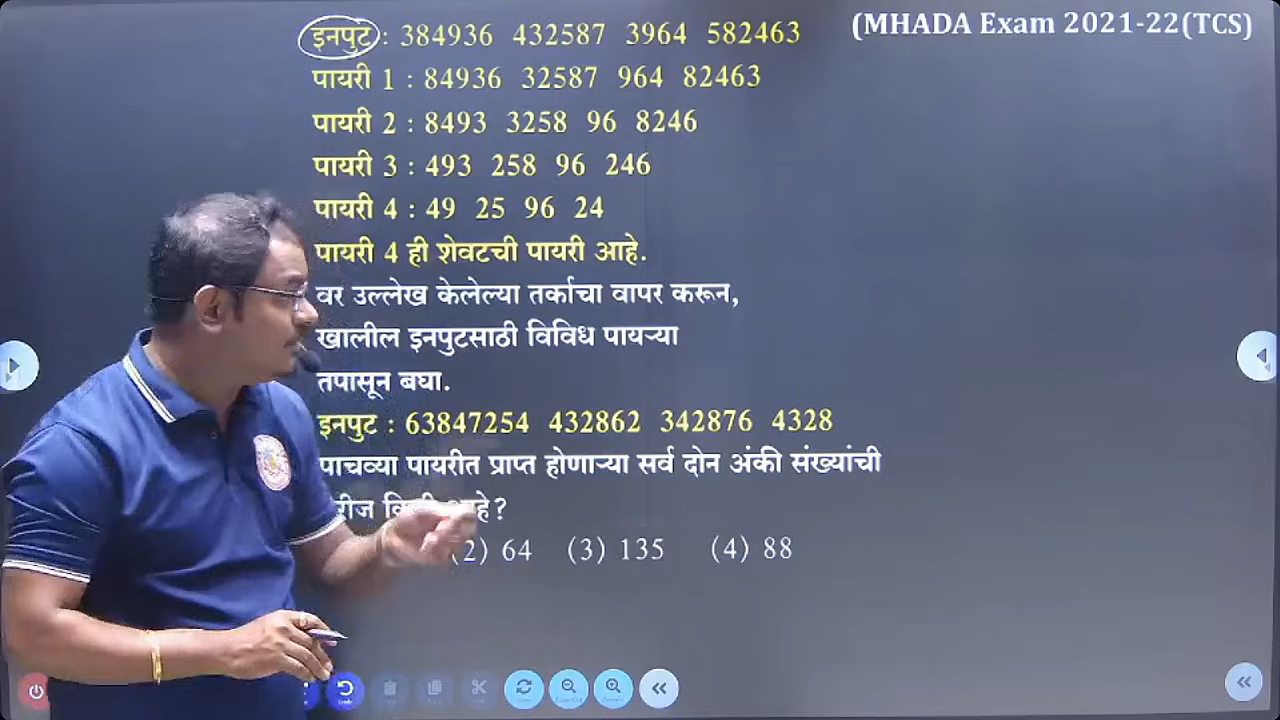 (MHADA Exam 2021-22(TCS)
इनपुट : 384936 432587 3964 582463
पायरी 1 : 84936 32587 964 82463
पायरी 2 : 8493 3258 96 8246
पायरी 3 : 493 258 96 246
पायरी 4 : 49 25 96 24
पायरी 4 ही शेवटची पायरी आहे.
वर उल्लेख केलेल्या तर्काचा वापर करून,
खालील इनपुटसाठी विविध पायऱ्या
तपासून बघा.
इनपुट : 63847254 432862 342876 4328
पाचव्या पायरीत प्राप्त होणाऱ्या सर्व दोन अंकी संख्यांची
(2) 64 (3) 135 (4) 88